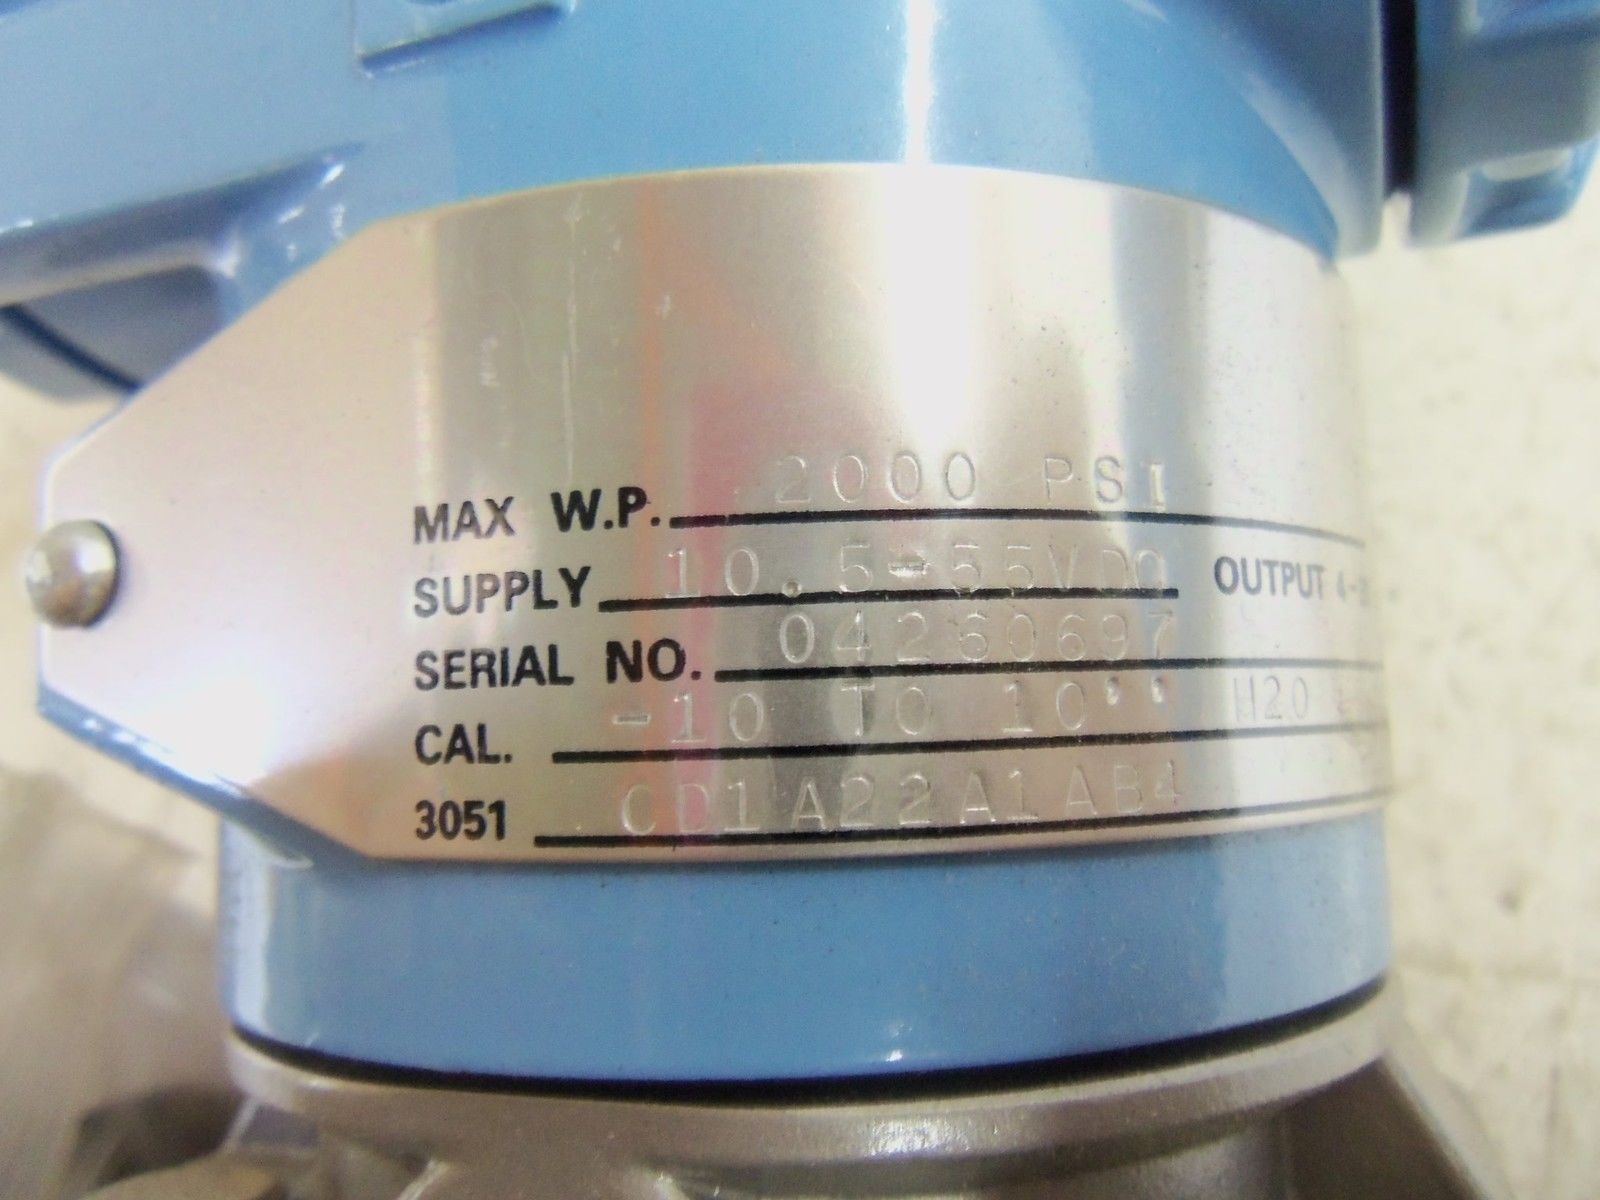 MAX W.P. 2000 PSI
SUPPLY 10.5-55VDC OUTPUT
SERIAL NO. 04260697
CAL. -10 TO 10'' H2O
3051 CD1A22A1AB4